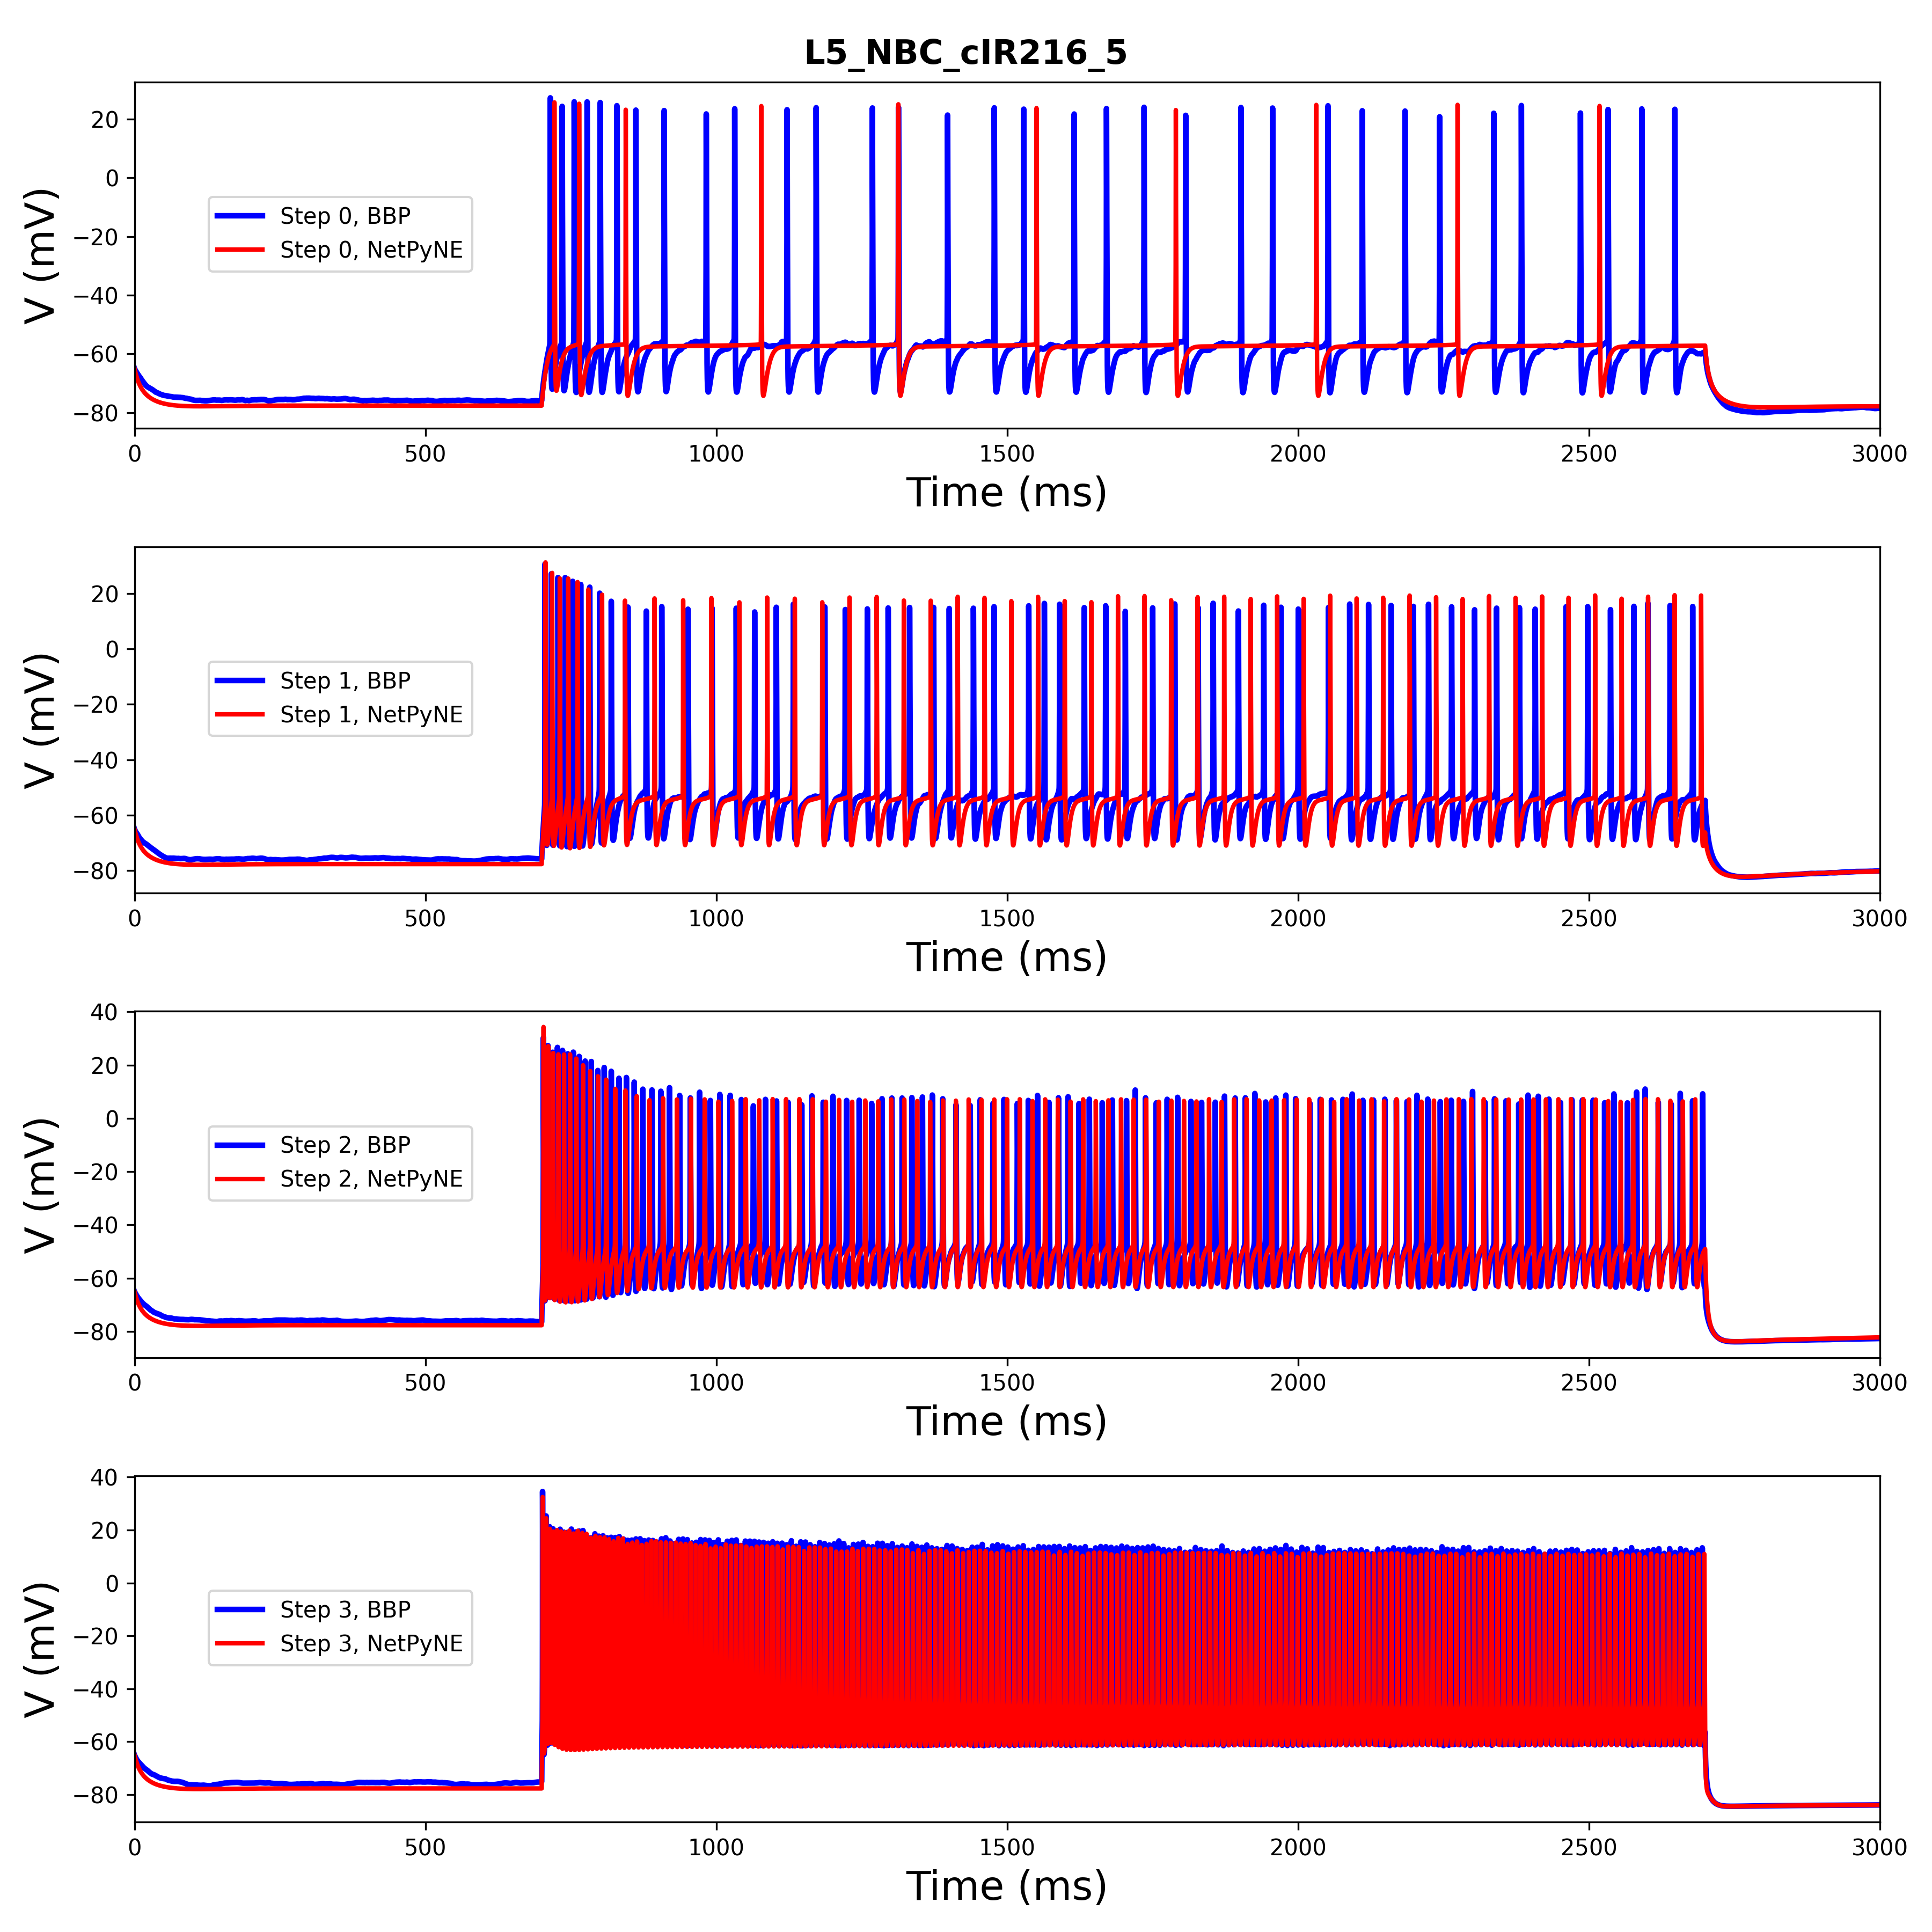 L5_NBC_cIR216_5
20
0
−20
−40
−60
−80
V (mV)
Step 0, BBP
Step 0, NetPyNE
0 500 1000 1500 2000 2500 3000
Time (ms)
20
0
−20
−40
−60
−80
V (mV)
Step 1, BBP
Step 1, NetPyNE
0 500 1000 1500 2000 2500 3000
Time (ms)
40
20
0
−20
−40
−60
−80
V (mV)
Step 2, BBP
Step 2, NetPyNE
0 500 1000 1500 2000 2500 3000
Time (ms)
40
20
0
−20
−40
−60
−80
V (mV)
Step 3, BBP
Step 3, NetPyNE
0 500 1000 1500 2000 2500 3000
Time (ms)